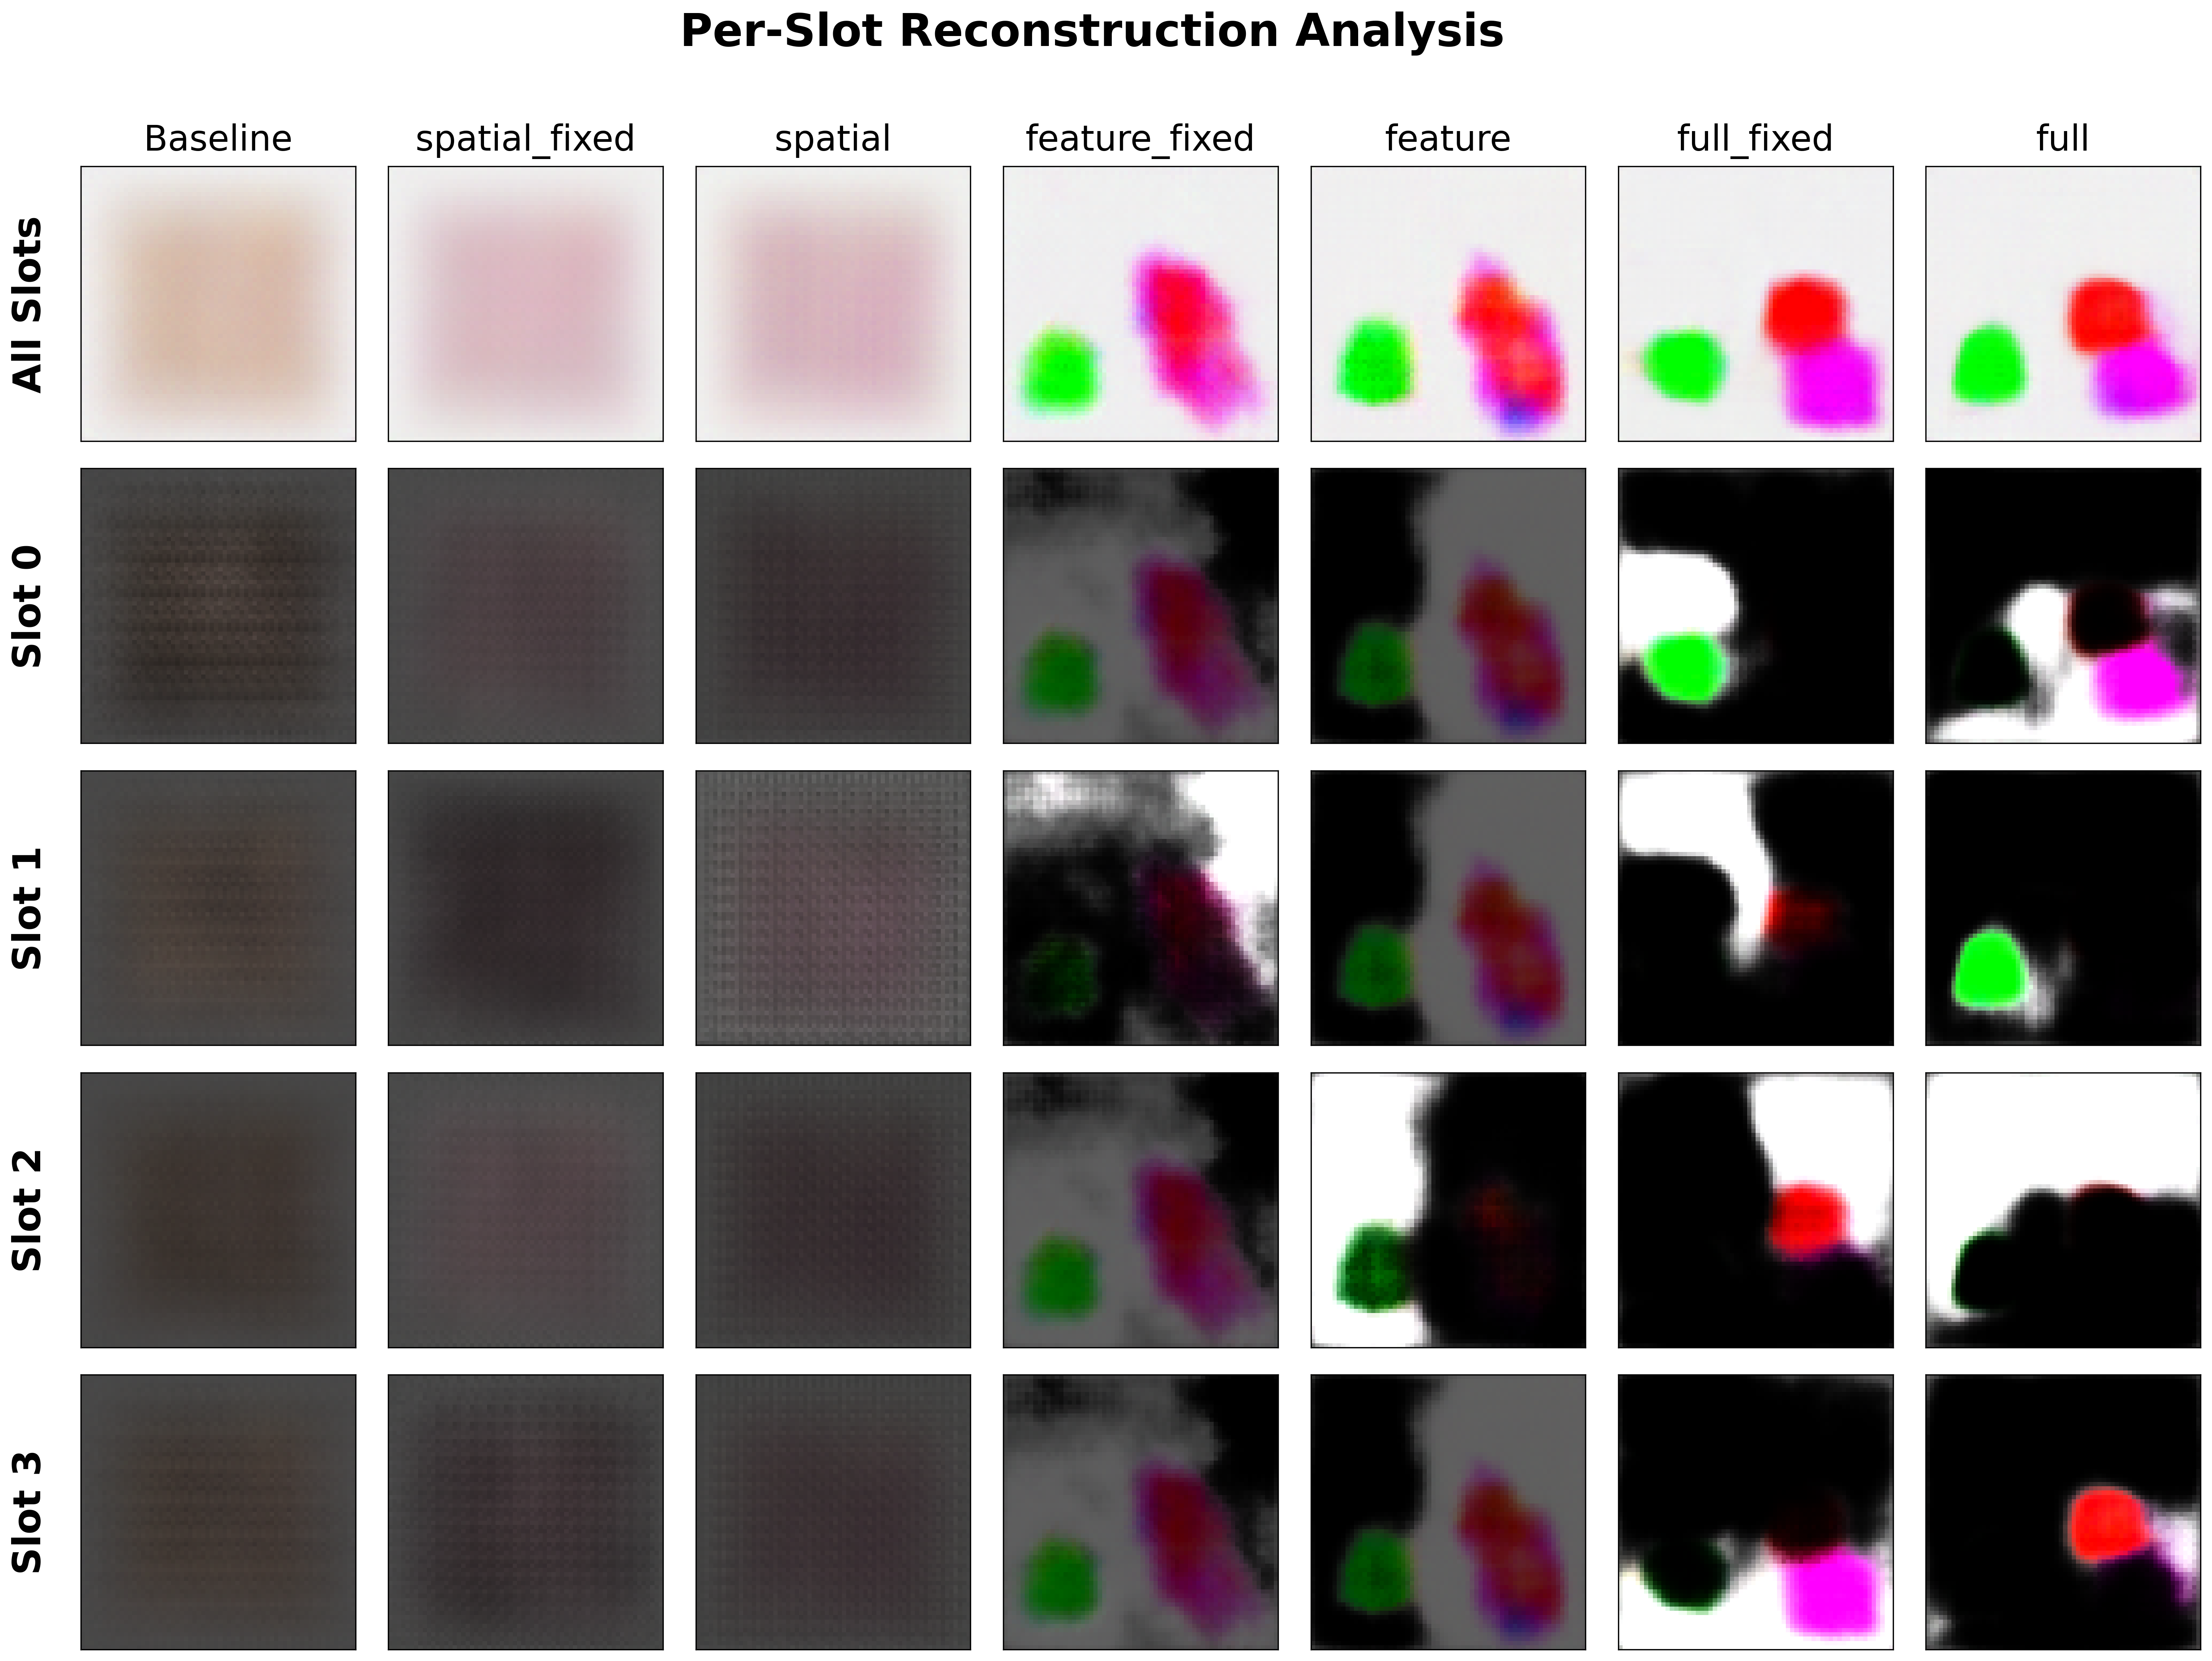 Per-Slot Reconstruction Analysis
Baseline spatial_fixed spatial feature_fixed feature full_fixed full
All Slots
Slot 0
Slot 1
Slot 2
Slot 3